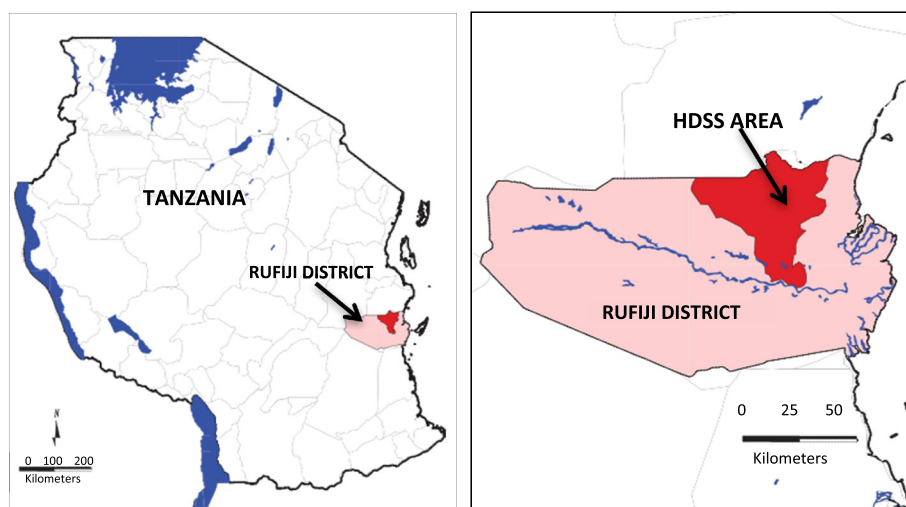 TANZANIA
RUFIJI DISTRICT
N
0 100 200
Kilometers
HDSS AREA
RUFIJI DISTRICT
0 25 50
Kilometers